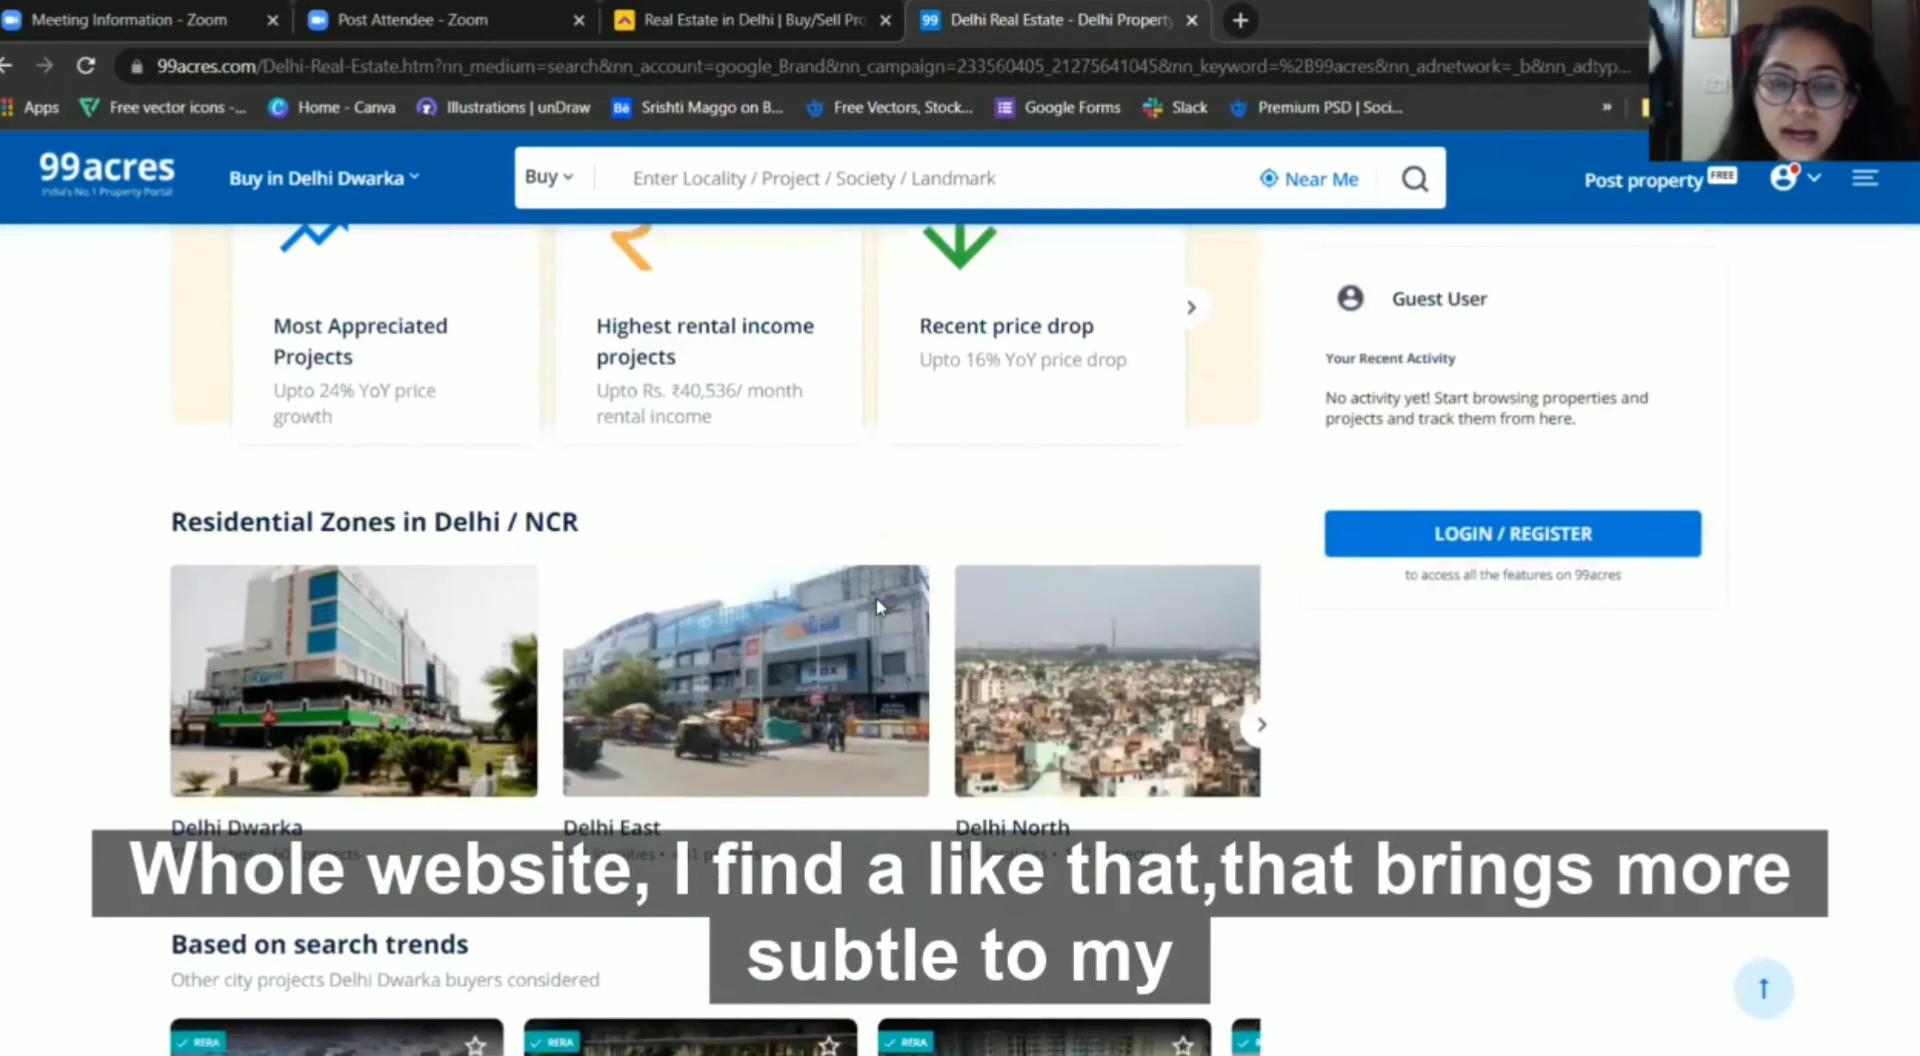 Meeting Information - Zoom
Post Attendee - Zoom
Real Estate in Delhi | Buy/Sell Pro
99 Delhi Real Estate - Delhi Property
99acres.com/Delhi-Real-Estate.htm?nn_medium=search&nn_account=google_Brand&nn_campaign=233560405_21275641045&nn_keyword=%2B99acres&nn_adnetwork=_b&nn_adtyp...
Apps
Free vector icons -...
Home - Canva
Illustrations | unDraw
Bē Srishti Maggo on B...
Free Vectors, Stock...
Google Forms
Slack
Premium PSD | Soci...
»
99acres
India's No.1 Property Portal
Buy in Delhi Dwarka
Buy
Enter Locality / Project / Society / Landmark
Near Me
Post property FREE
Most Appreciated
Projects
Upto 24% YoY price
growth
Highest rental income
projects
Upto Rs. ₹40,536/ month
rental income
Recent price drop
Upto 16% YoY price drop
Guest User
Your Recent Activity
No activity yet! Start browsing properties and
projects and track them from here.
LOGIN / REGISTER
to access all the features on 99acres
Residential Zones in Delhi / NCR
Delhi Dwarka
Delhi East
Delhi North
Whole website, I find a like that,that brings more
subtle to my
Based on search trends
Other city projects Delhi Dwarka buyers considered
RERA
RERA
RERA